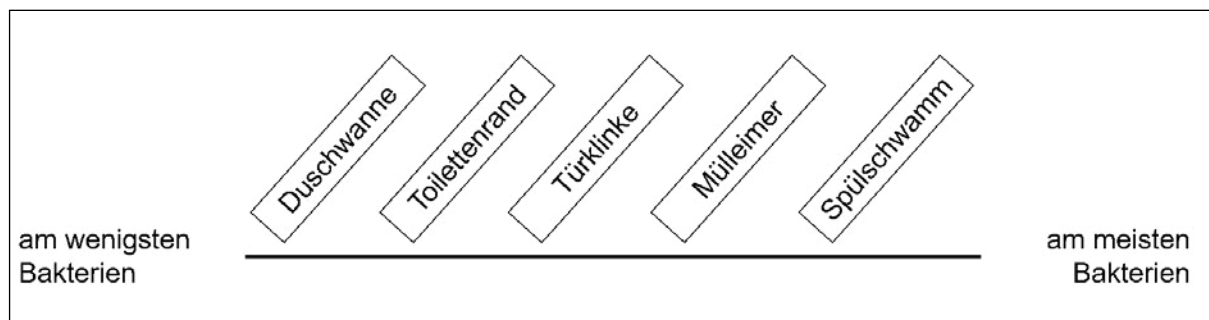 Duschwanne
Toilettenrand
Türklinke
Mülleimer
Spülschwamm
am wenigsten
Bakterien
am meisten
Bakterien